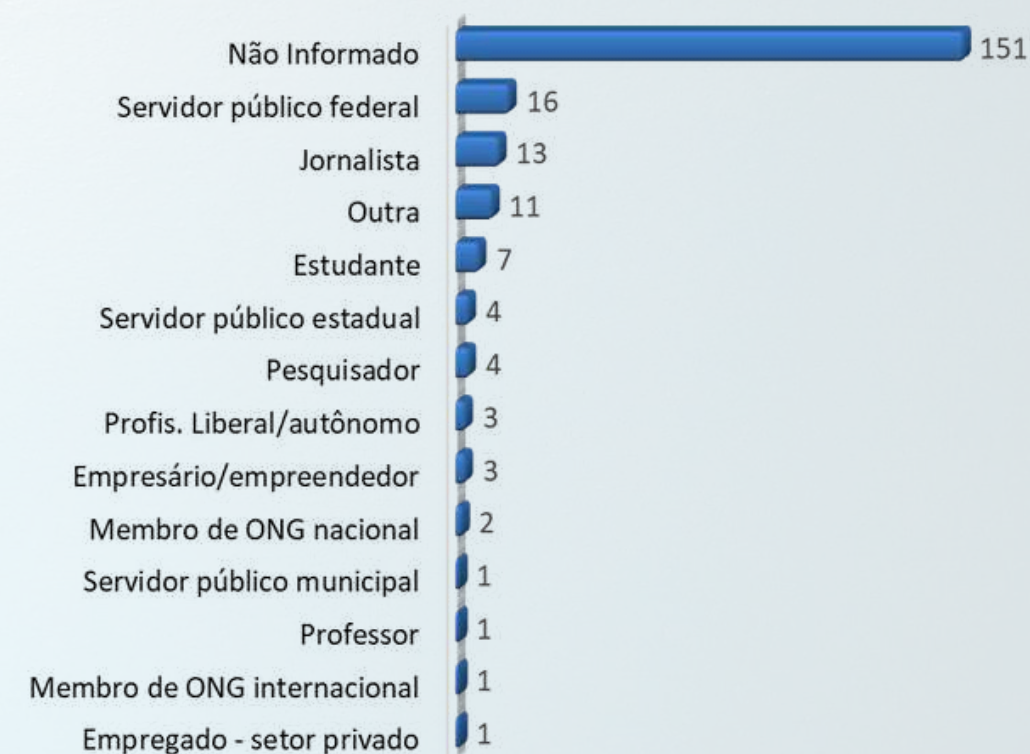 Não Informado 151
Servidor público federal 16
Jornalista 13
Outra 11
Estudante 7
Servidor público estadual 4
Pesquisador 4
Profis. Liberal/autônomo 3
Empresário/empreendedor 3
Membro de ONG nacional 2
Servidor público municipal 1
Professor 1
Membro de ONG internacional 1
Empregado - setor privado 1